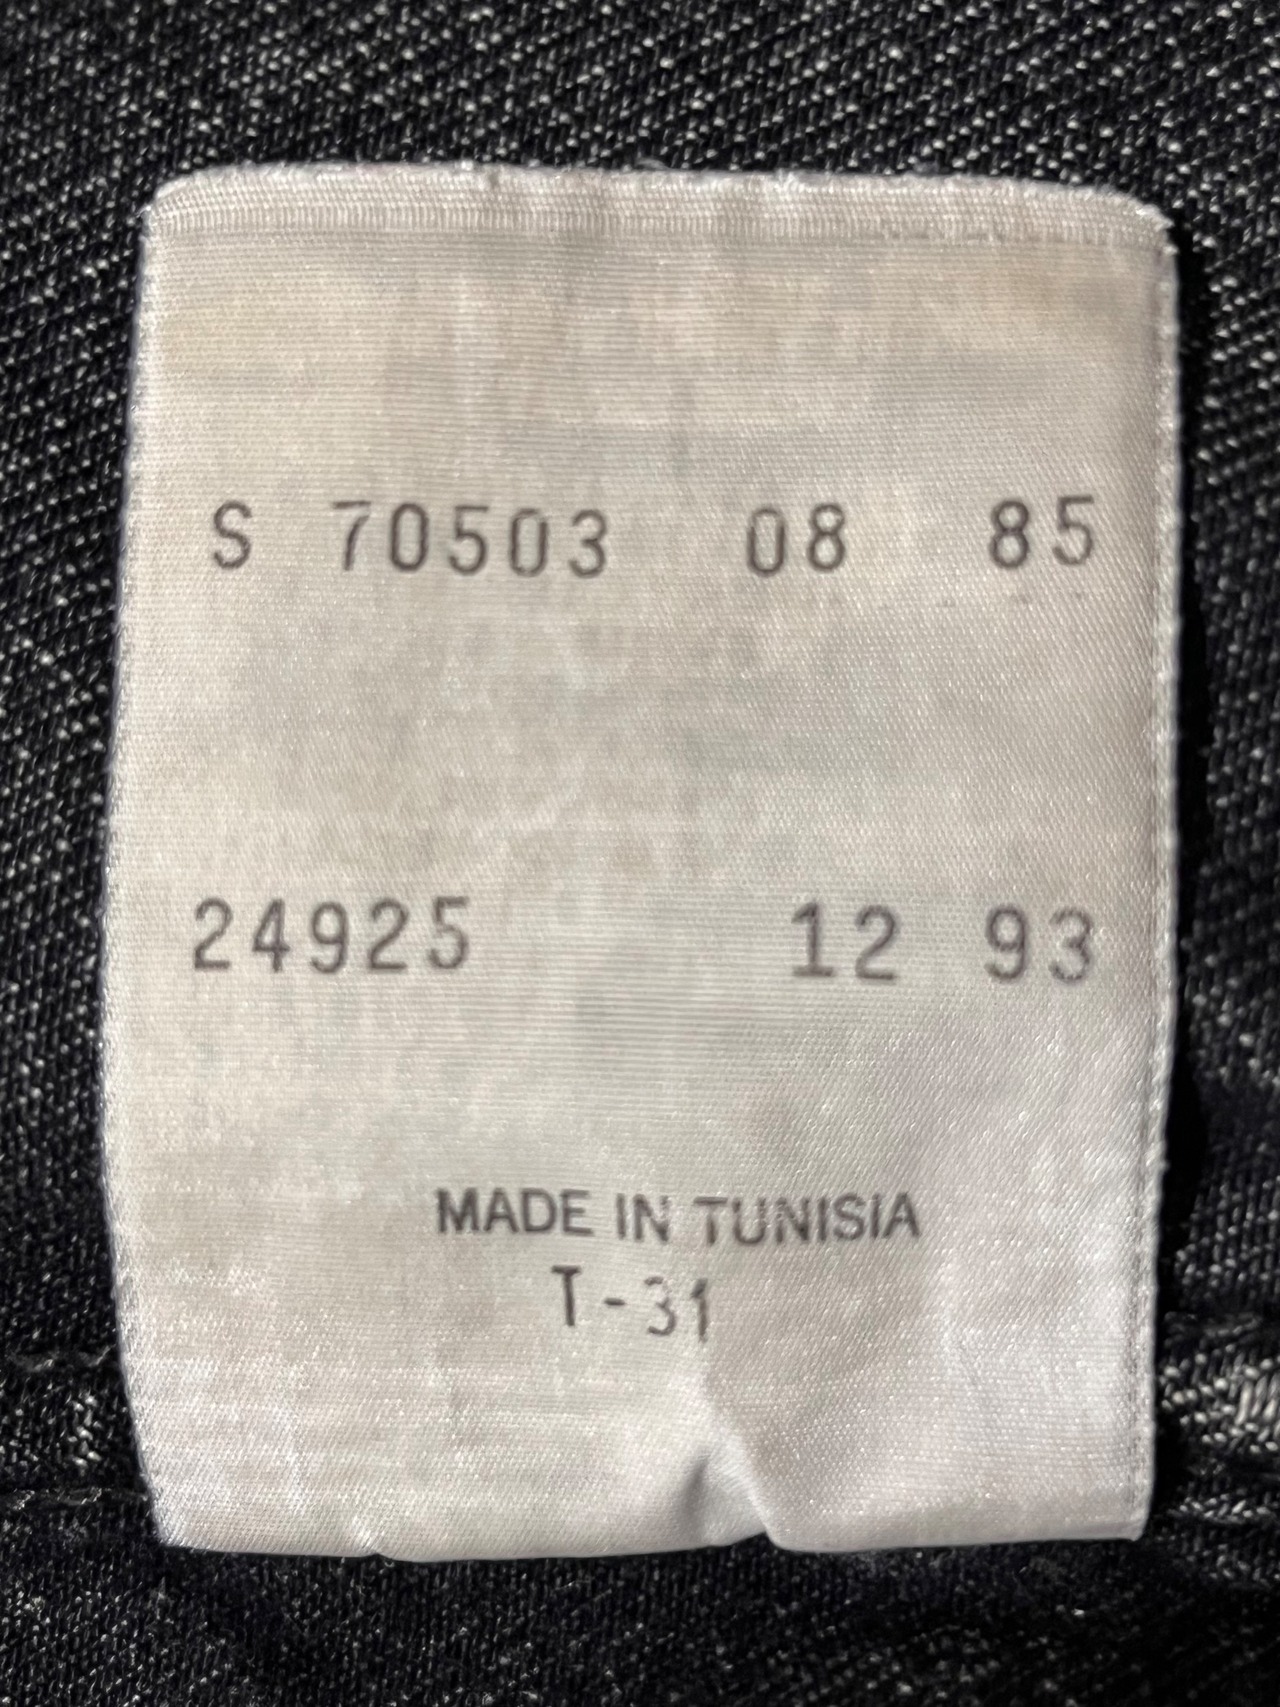 S 70503 08 85
24925 12 93
MADE IN TUNISIA
T-31